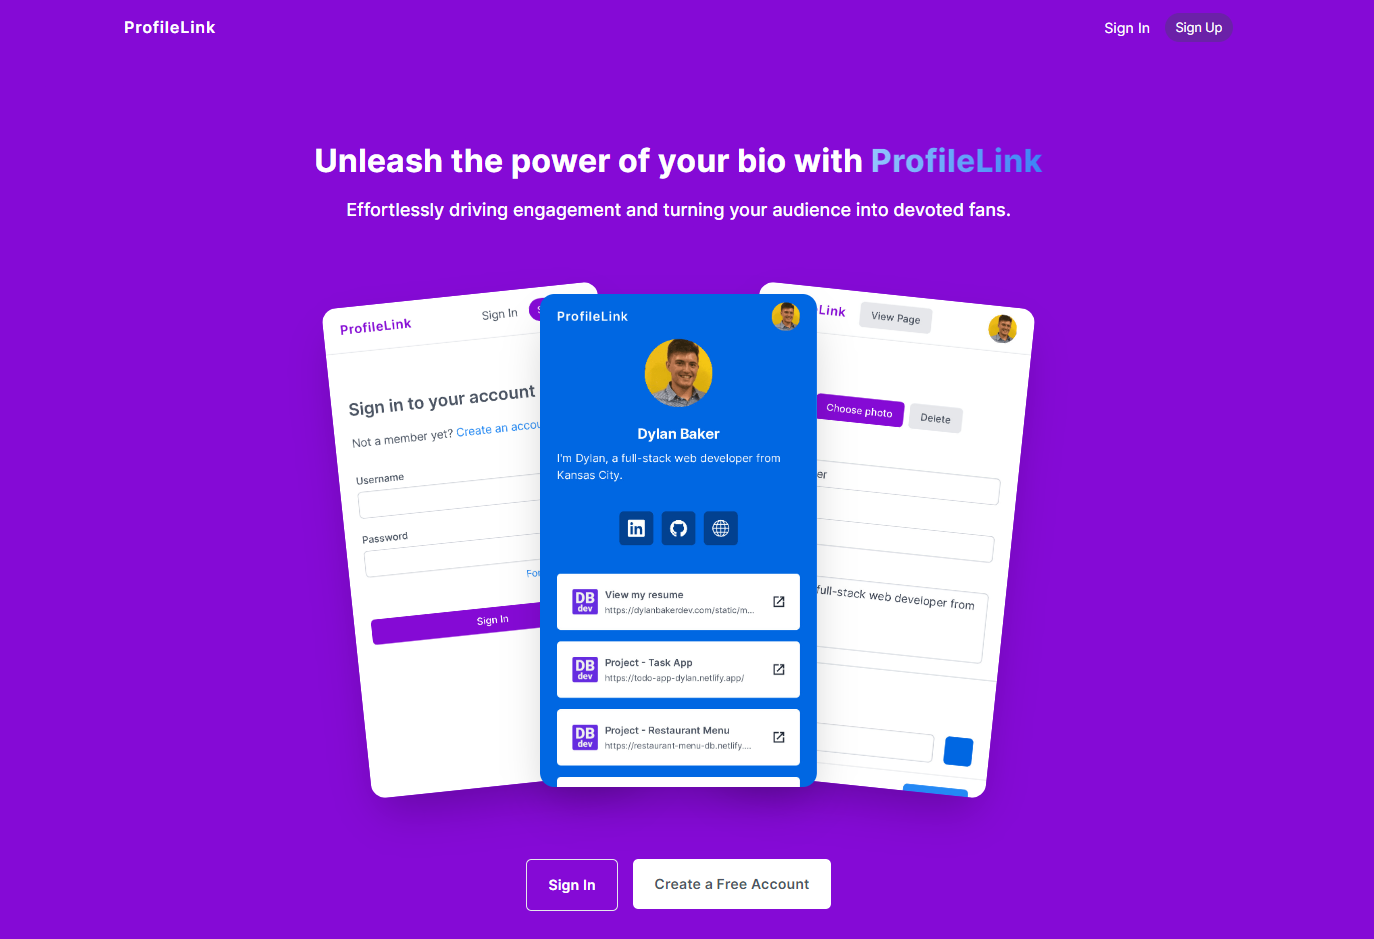 ProfileLink
Sign In
Sign Up
Unleash the power of your bio with ProfileLink
Effortlessly driving engagement and turning your audience into devoted fans.
ProfileLink
Sign In
Sign in to your account
Not a member yet? Create an accou
Username
Password
For
Sign In
ProfileLink
Dylan Baker
I'm Dylan, a full-stack web developer from
Kansas City.
in
DB
dev
View my resume
https://dylanbakerdev.com/static/m...
DB
dev
Project - Task App
https://todo-app-dylan.netlify.app/
DB
dev
Project - Restaurant Menu
https://restaurant-menu-db.netlify....
Link
View Page
Choose photo
Delete
er
full-stack web developer from
Sign In
Create a Free Account